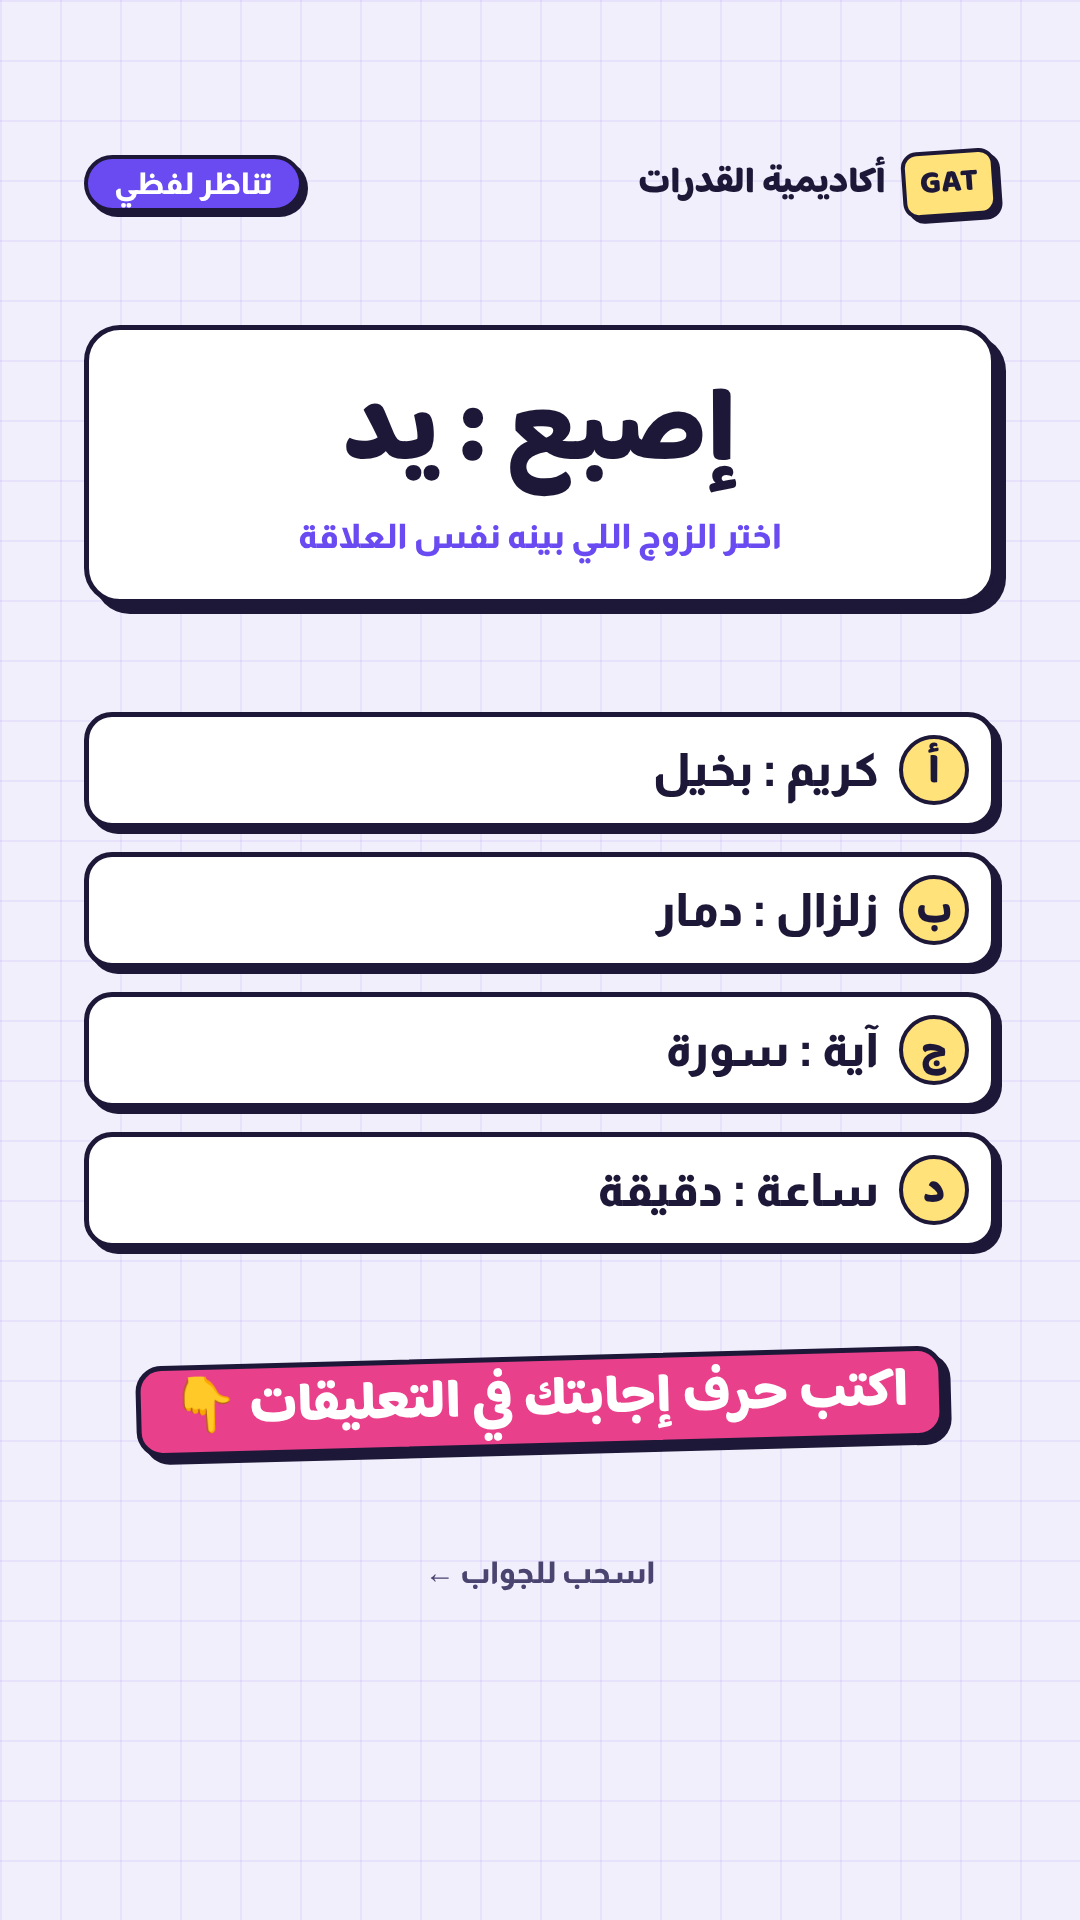 GAT أكاديمية القدرات
تناظر لفظي
إصبع : يد
اختر الزوج اللي بينه نفس العلاقة
أ كريم : بخيل
ب زلزال : دمار
ج آية : سورة
د ساعة : دقيقة
اكتب حرف إجابتك في التعليقات 👇
اسحب للجواب ←